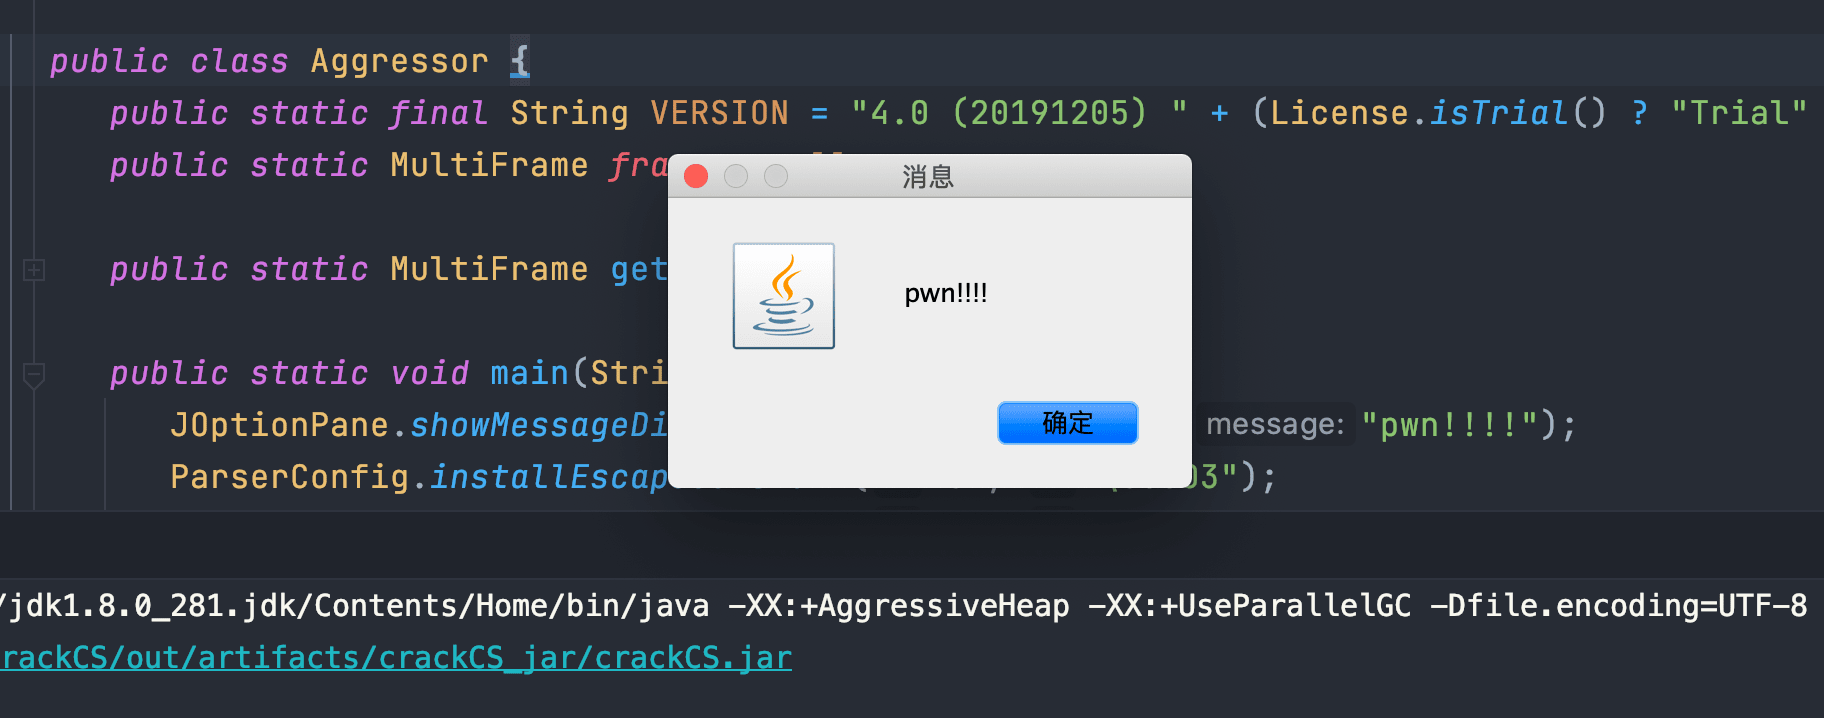 public class Aggressor {
public static final String VERSION = "4.0 (20191205) " + (License.isTrial() ? "Trial"
public static MultiFrame fra
消息
public static MultiFrame get
pwn!!!!
public static void main(Stri
确定
JOptionPane.showMessageDi message: "pwn!!!!");
ParserConfig.installEscap 03");
/jdk1.8.0_281.jdk/Contents/Home/bin/java -XX:+AggressiveHeap -XX:+UseParallelGC -Dfile.encoding=UTF-8
rackCS/out/artifacts/crackCS_jar/crackCS.jar